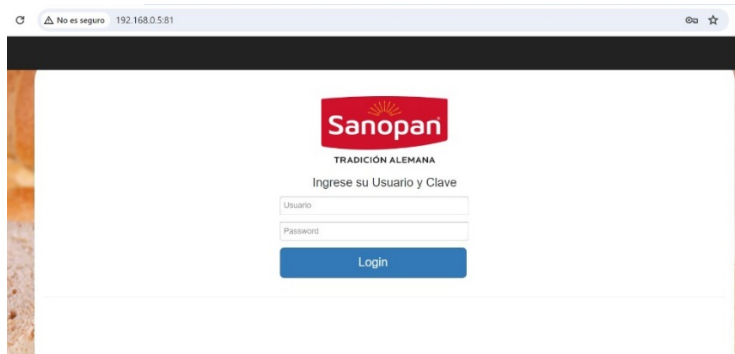 No es seguro 192.168.0.5:81
Sanopan
TRADICIÓN ALEMANA
Ingrese su Usuario y Clave
Usuario
Password
Login